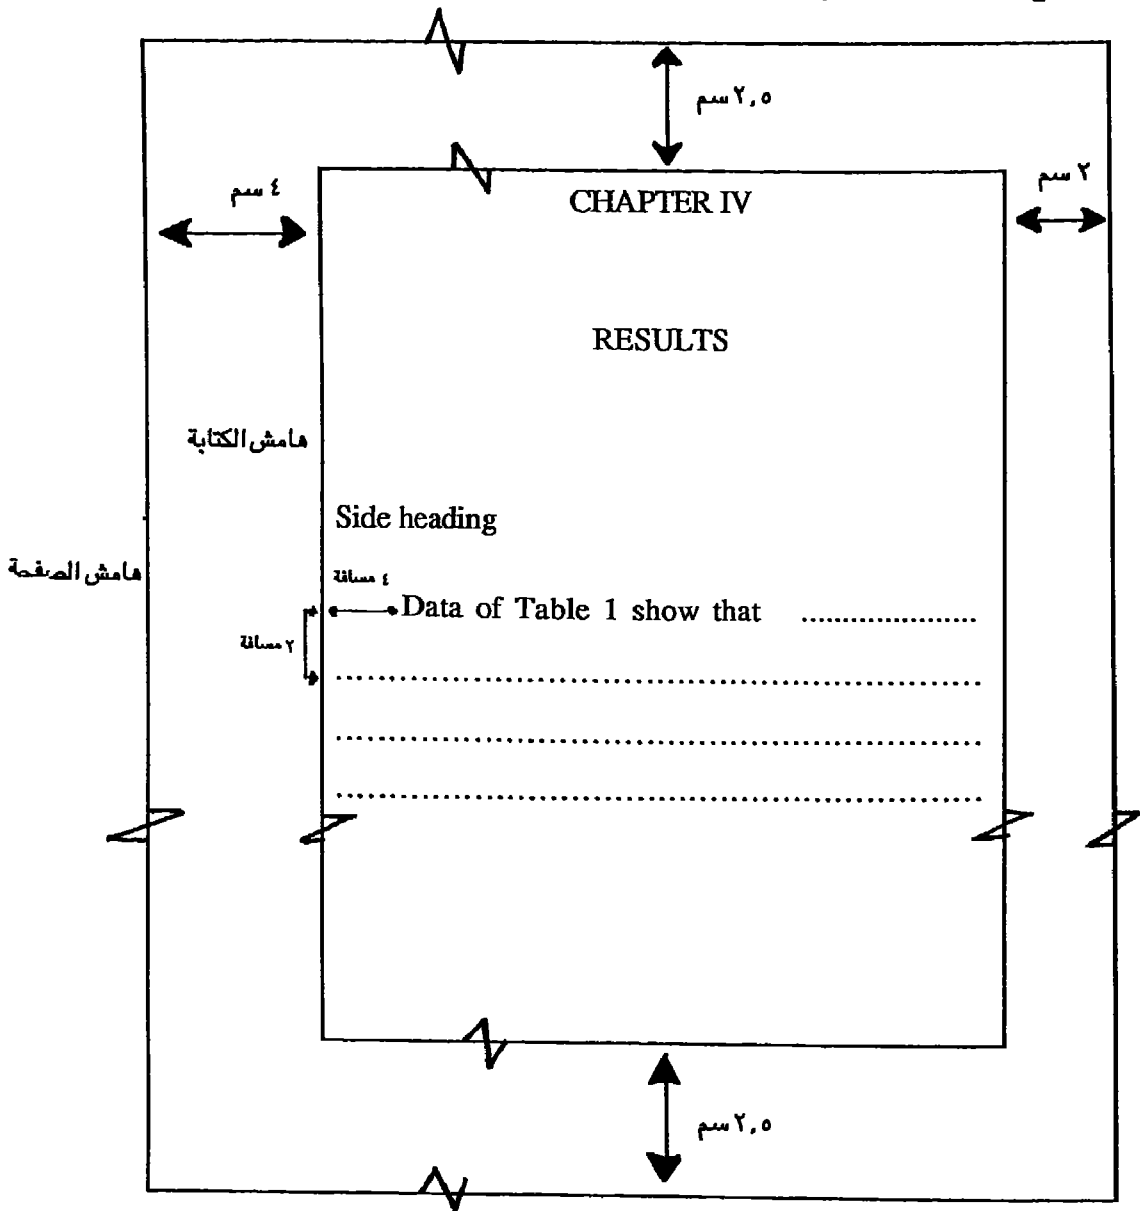 ٢,٥ سم
٤ سم
٢ سم
CHAPTER IV
RESULTS
هامش الكتابة
Side heading
هامش الصفحة
٤ مسافة
Data of Table 1 show that ....................
٢ مسافة
٢,٥ سم